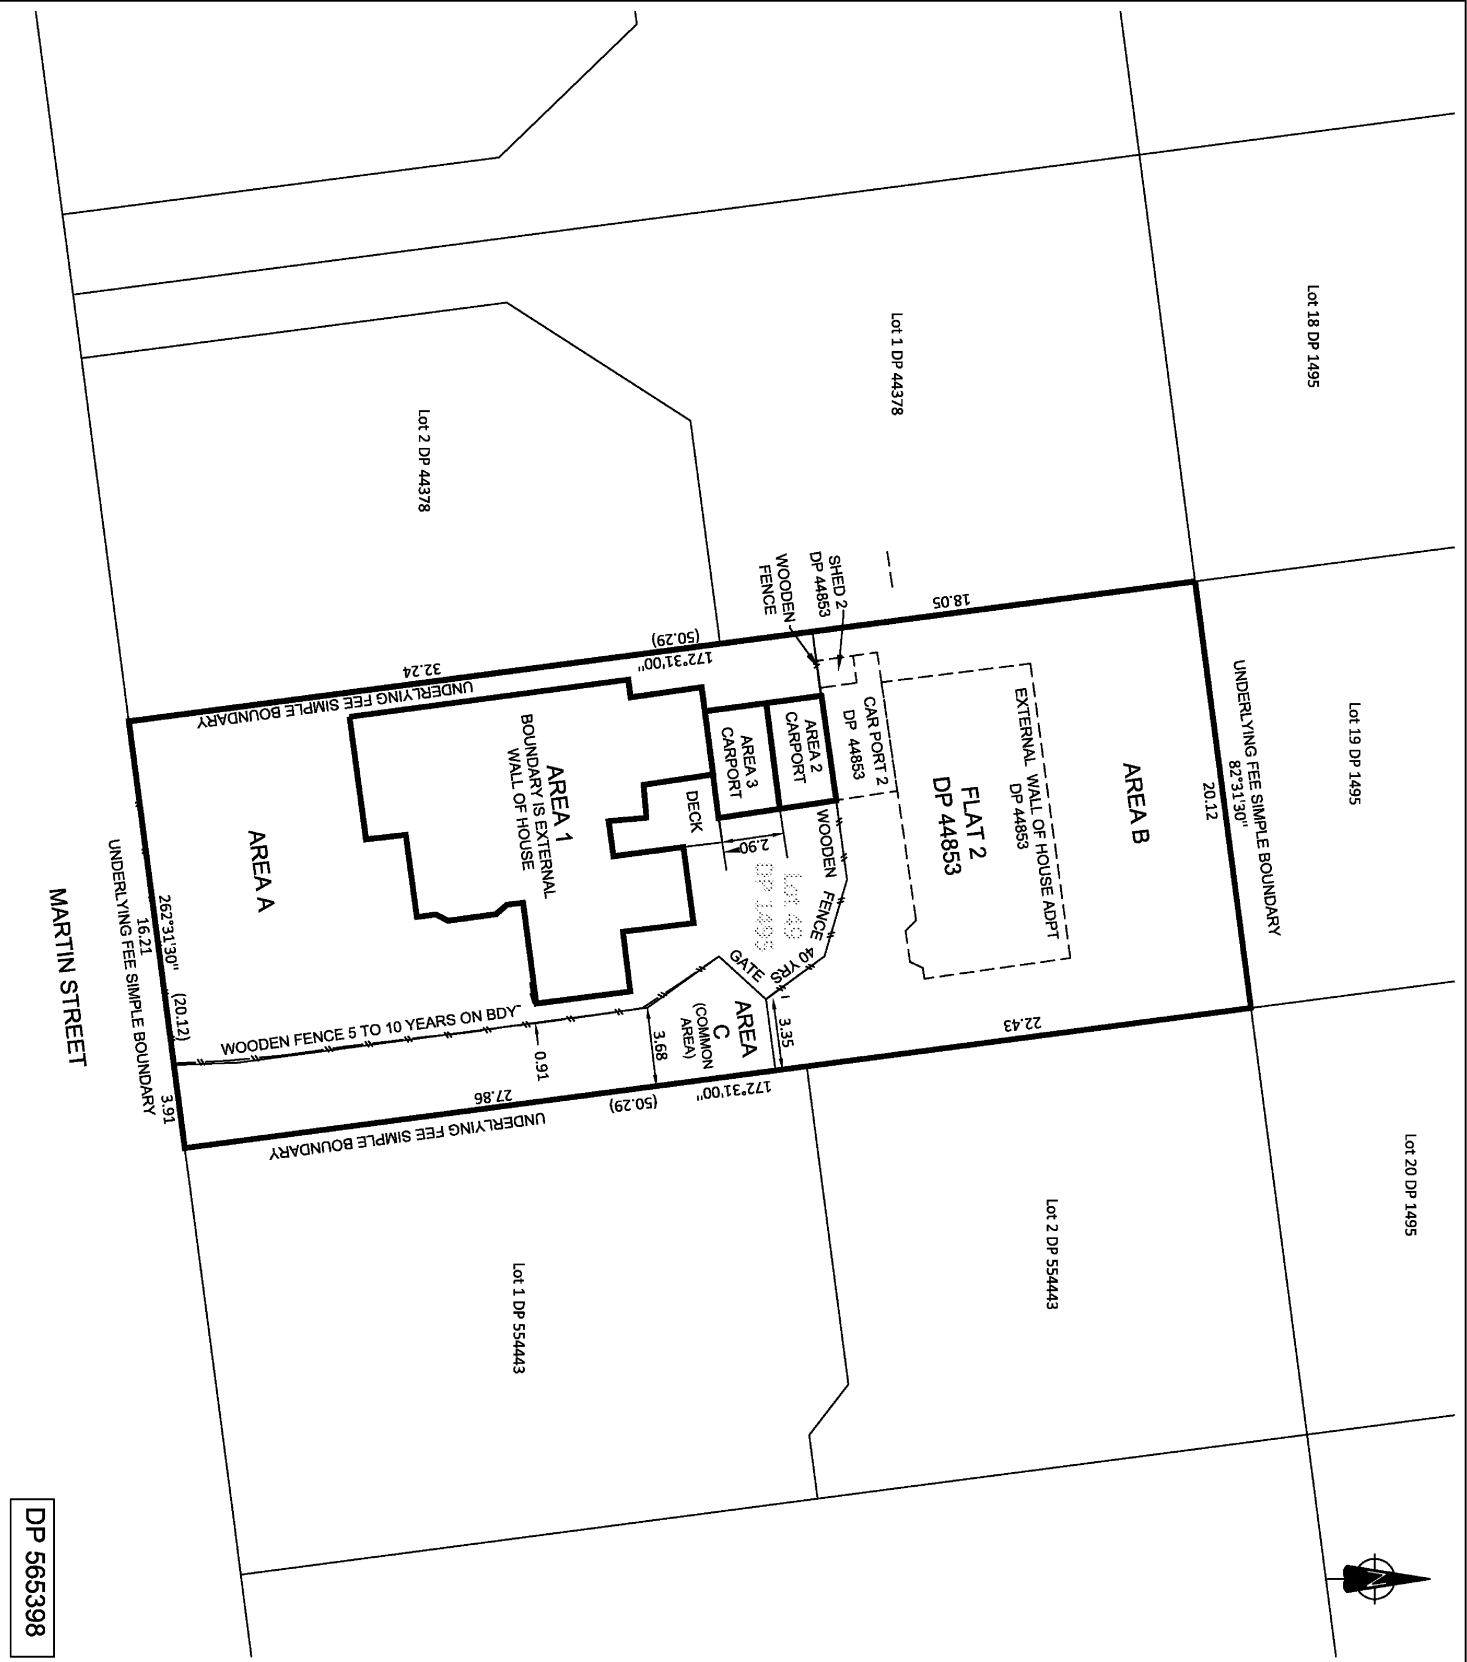 Lot 18 DP 1495
Lot 19 DP 1495
Lot 20 DP 1495
Lot 1 DP 44378
Lot 2 DP 44378
Lot 2 DP 554443
Lot 1 DP 554443
UNDERLYING FEE SIMPLE BOUNDARY
82°31'30"
20.12
AREA B
EXTERNAL WALL OF HOUSE ADPT
DP 44853
FLAT 2
DP 44853
CAR PORT 2
DP 44853
SHED 2
DP 44853
WOODEN
FENCE
18.05
22.43
AREA 2
CARPORT
AREA 3
CARPORT
DECK
2.90
WOODEN FENCE 40 YRS
Lot 49
DP 1495
GATE
AREA
C
(COMMON
AREA)
3.35
3.68
0.91
172°31'00"
(50.29)
32.24
UNDERLYING FEE SIMPLE BOUNDARY
AREA 1
BOUNDARY IS EXTERNAL
WALL OF HOUSE
AREA A
WOODEN FENCE 5 TO 10 YEARS ON BDY
172°31'00"
(50.29)
27.86
UNDERLYING FEE SIMPLE BOUNDARY
262°31'30" (20.12)
16.21
3.91
UNDERLYING FEE SIMPLE BOUNDARY
MARTIN STREET
N
DP 565398